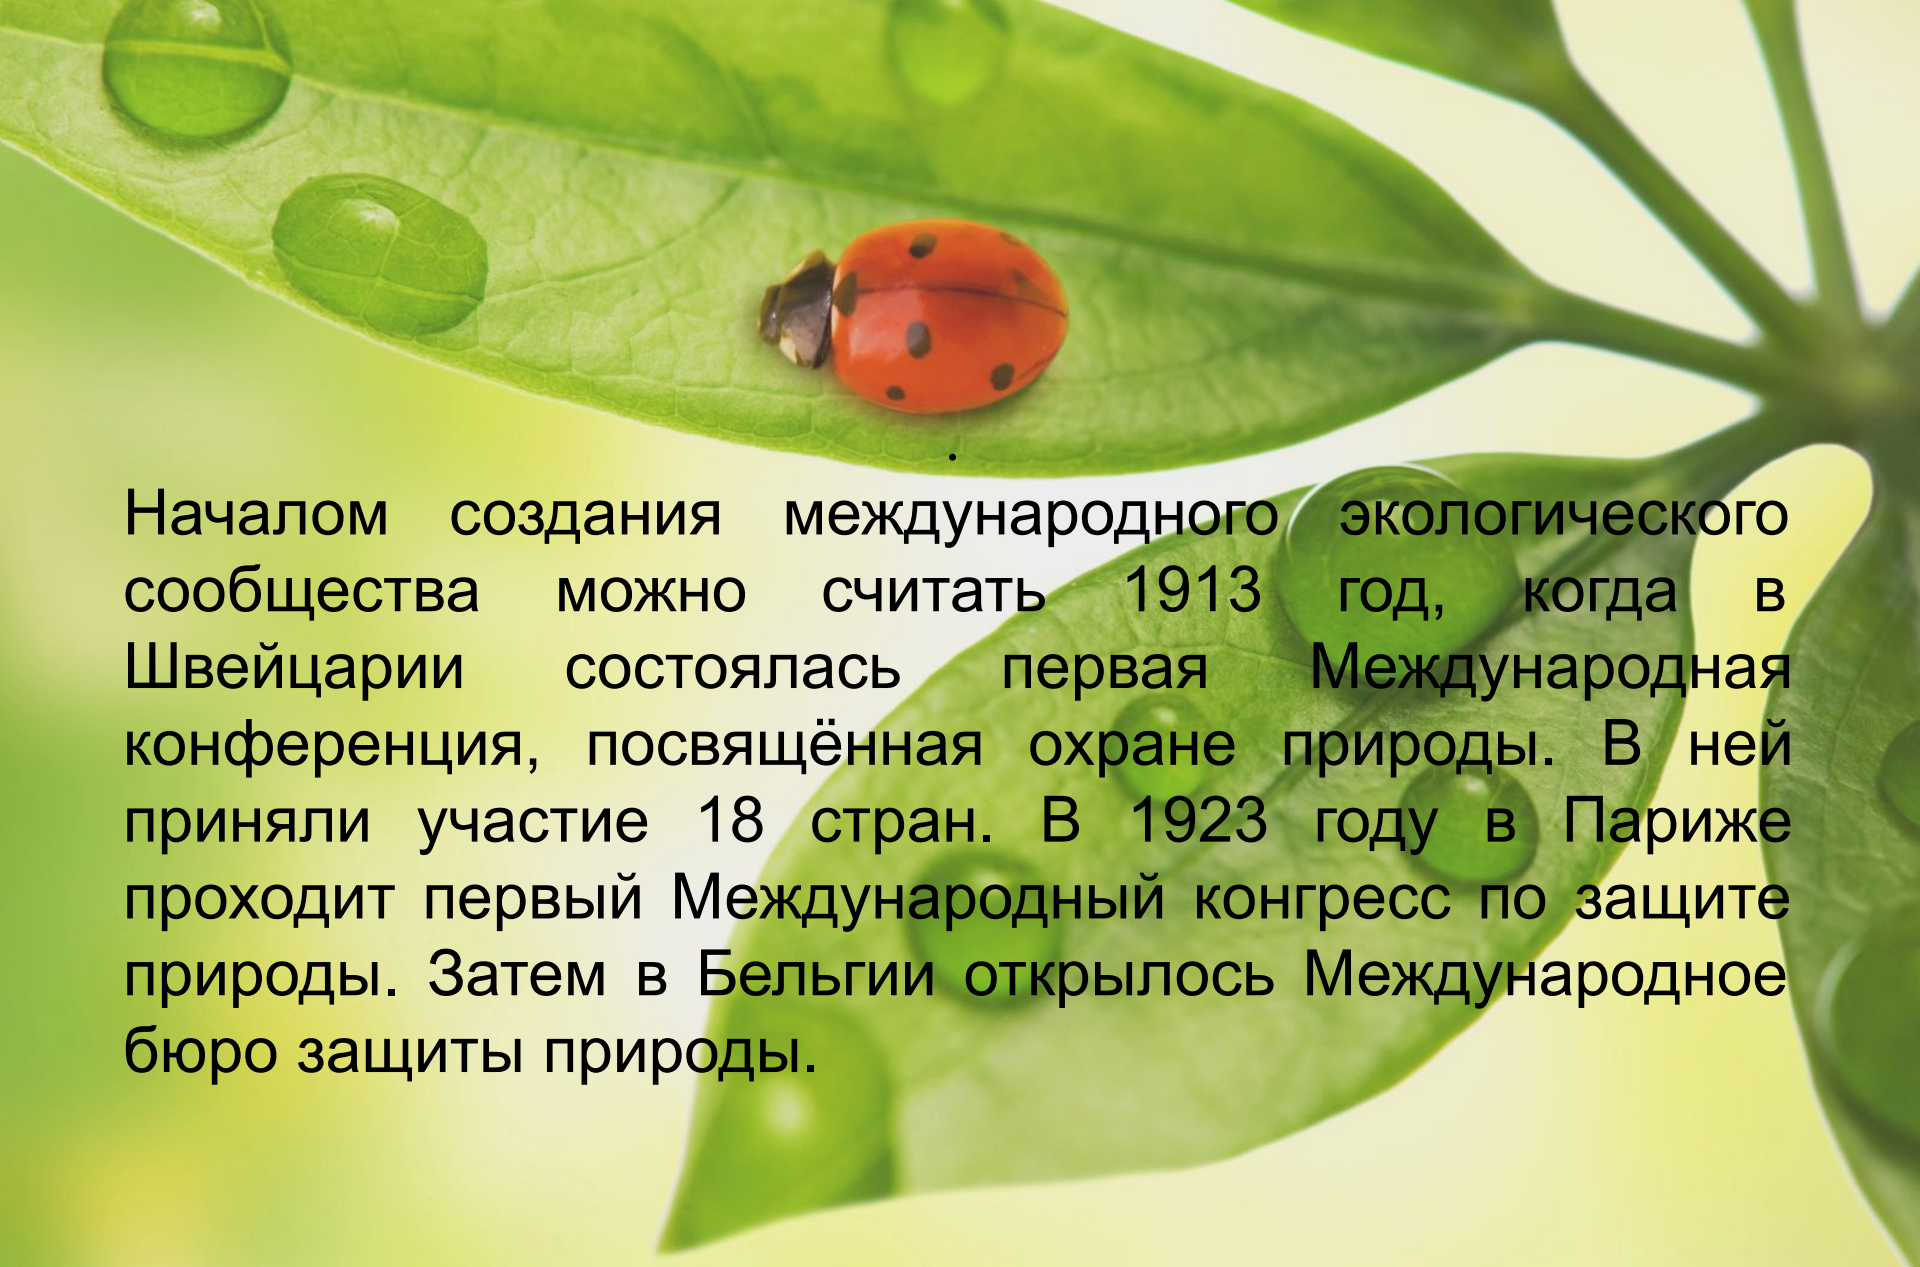 .
Началом создания международного экологического
сообщества можно считать 1913 год, когда в
Швейцарии состоялась первая Международная
конференция, посвящённая охране природы. В ней
приняли участие 18 стран. В 1923 году в Париже
проходит первый Международный конгресс по защите
природы. Затем в Бельгии открылось Международное
бюро защиты природы.